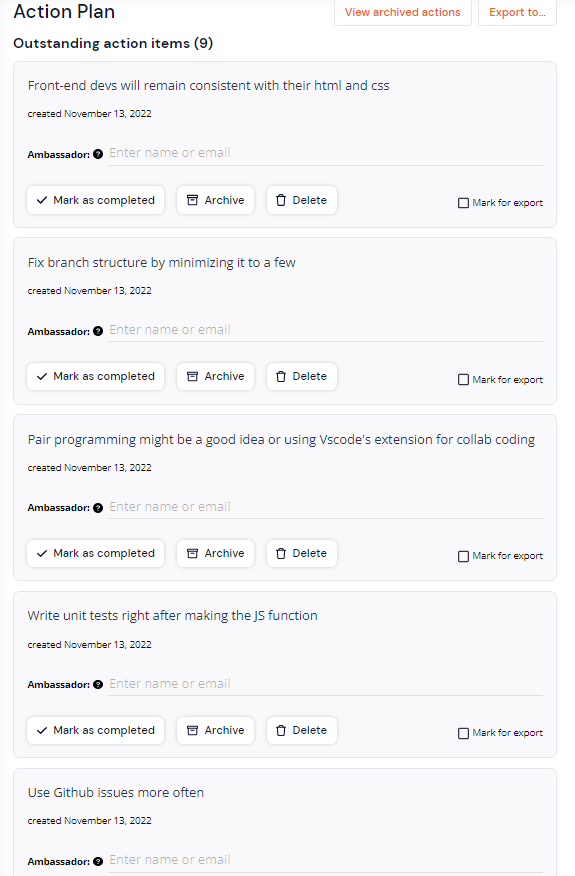 Action Plan
View archived actions
Export to...
Outstanding action items (9)
Front-end devs will remain consistent with their html and css
created November 13, 2022
Ambassador: ? Enter name or email
Mark as completed Archive Delete Mark for export
Fix branch structure by minimizing it to a few
created November 13, 2022
Ambassador: ? Enter name or email
Mark as completed Archive Delete Mark for export
Pair programming might be a good idea or using Vscode's extension for collab coding
created November 13, 2022
Ambassador: ? Enter name or email
Mark as completed Archive Delete Mark for export
Write unit tests right after making the JS function
created November 13, 2022
Ambassador: ? Enter name or email
Mark as completed Archive Delete Mark for export
Use Github issues more often
created November 13, 2022
Ambassador: ? Enter name or email